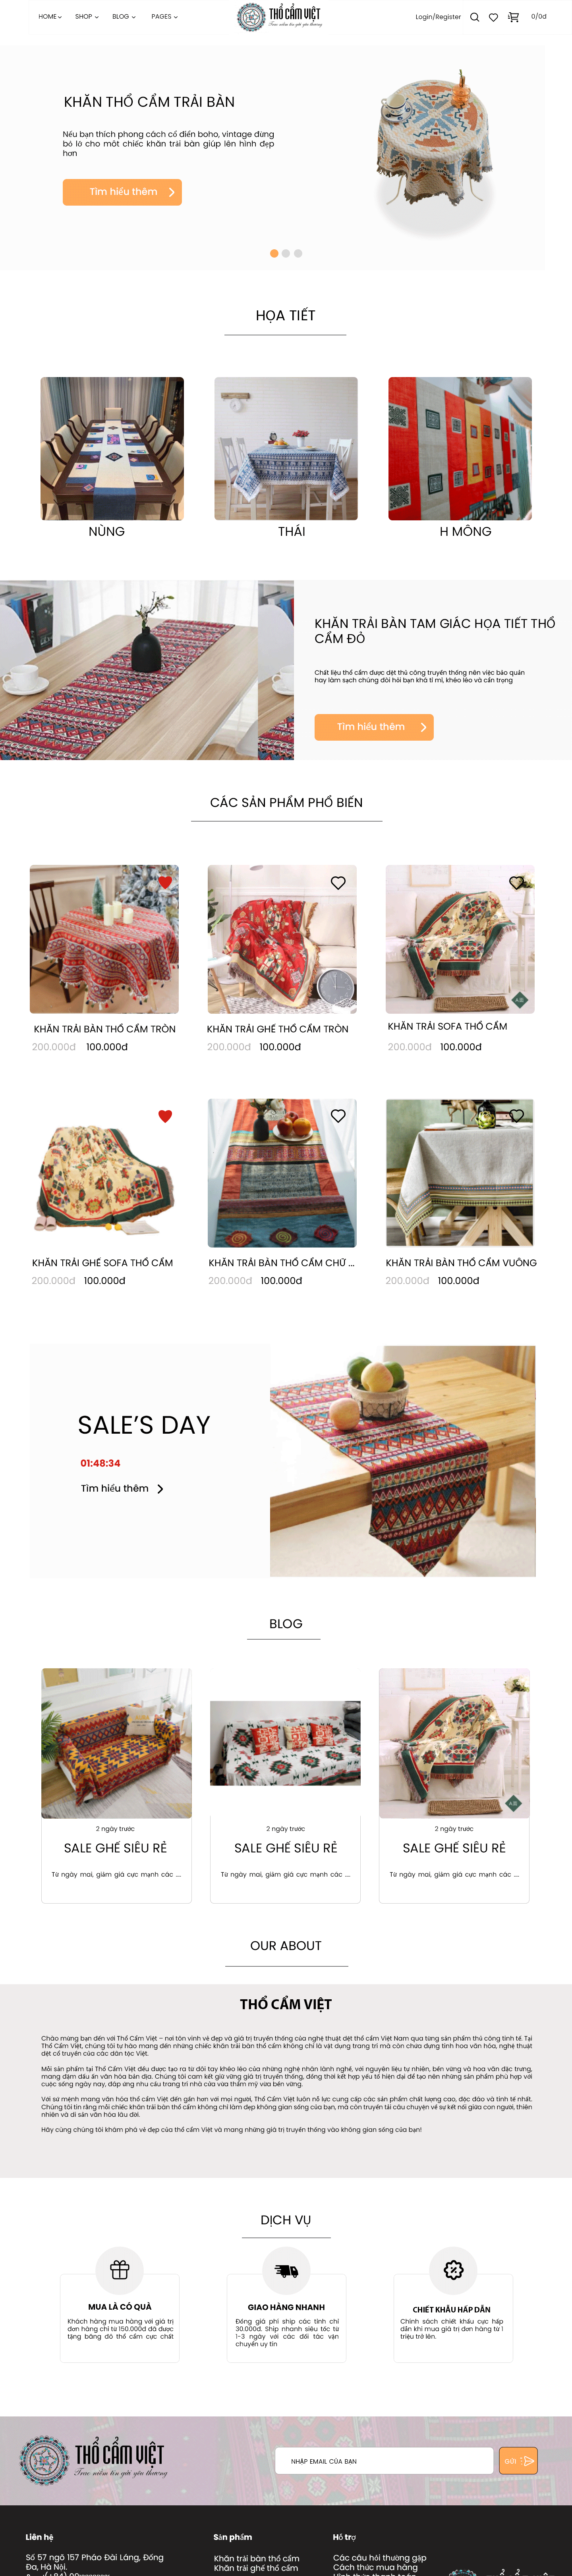 HOME
SHOP
BLOG
PAGES
THỔ CẨM VIỆT
Trao niềm tin gửi yêu thương
Login/Register
0/0đ
KHĂN THỔ CẨM TRẢI BÀN
Nếu bạn thích phong cách cổ điển boho, vintage đừng
bỏ lỡ cho một chiếc khăn trải bàn giúp lên hình đẹp
hơn
Tìm hiểu thêm
HỌA TIẾT
NÙNG
THÁI
H MÔNG
KHĂN TRẢI BÀN TAM GIÁC HỌA TIẾT THỔ
CẨM ĐỎ
Chất liệu thổ cẩm được dệt thủ công truyền thống nên việc bảo quản
hay làm sạch chúng đòi hỏi bạn khá tỉ mỉ, khéo léo và cẩn trọng
Tìm hiểu thêm
CÁC SẢN PHẨM PHỔ BIẾN
KHĂN TRẢI BÀN THỔ CẨM TRÒN
200.000đ 100.000đ
KHĂN TRẢI GHẾ THỔ CẨM TRÒN
200.000đ 100.000đ
KHĂN TRẢI SOFA THỔ CẨM
200.000đ 100.000đ
KHĂN TRẢI GHẾ SOFA THỔ CẨM
200.000đ 100.000đ
KHĂN TRẢI BÀN THỔ CẨM CHỮ ...
200.000đ 100.000đ
KHĂN TRẢI BÀN THỔ CẨM VUÔNG
200.000đ 100.000đ
SALE'S DAY
01:48:34
Tìm hiểu thêm
BLOG
2 ngày trước
SALE GHẾ SIÊU RẺ
Từ ngày mai, giảm giá cực mạnh các ...
2 ngày trước
SALE GHẾ SIÊU RẺ
Từ ngày mai, giảm giá cực mạnh các ...
2 ngày trước
SALE GHẾ SIÊU RẺ
Từ ngày mai, giảm giá cực mạnh các ...
OUR ABOUT
THỔ CẨM VIỆT
Chào mừng bạn đến với Thổ Cẩm Việt – nơi tôn vinh vẻ đẹp và giá trị truyền thống của nghệ thuật dệt thổ cẩm Việt Nam qua từng sản phẩm thủ công tinh tế. Tại
Thổ Cẩm Việt, chúng tôi tự hào mang đến những chiếc khăn trải bàn thổ cẩm không chỉ là vật dụng trang trí mà còn chứa đựng tinh hoa văn hóa, nghệ thuật
dệt cổ truyền của các dân tộc Việt.
Mỗi sản phẩm tại Thổ Cẩm Việt đều được tạo ra từ đôi tay khéo léo của những nghệ nhân lành nghề, với nguyên liệu tự nhiên, bền vững và hoa văn đặc trưng,
mang đậm dấu ấn văn hóa bản địa. Chúng tôi cam kết giữ vững giá trị truyền thống, đồng thời kết hợp yếu tố hiện đại để tạo nên những sản phẩm phù hợp với
cuộc sống ngày nay, đáp ứng nhu cầu trang trí nhà cửa vừa thẩm mỹ vừa bền vững.
Với sứ mệnh mang văn hóa thổ cẩm Việt đến gần hơn với mọi người, Thổ Cẩm Việt luôn nỗ lực cung cấp các sản phẩm chất lượng cao, độc đáo và tinh tế nhất.
Chúng tôi tin rằng mỗi chiếc khăn trải bàn thổ cẩm không chỉ làm đẹp không gian sống của bạn, mà còn truyền tải câu chuyện về sự kết nối giữa con người, thiên
nhiên và di sản văn hóa lâu đời.
Hãy cùng chúng tôi khám phá vẻ đẹp của thổ cẩm Việt và mang những giá trị truyền thống vào không gian sống của bạn!
DỊCH VỤ
MUA LÀ CÓ QUÀ
Khách hàng mua hàng với giá trị
đơn hàng chỉ từ 150.000đ đã được
tặng băng đô thổ cẩm cực chất
GIAO HÀNG NHANH
Đồng giá phí ship các tỉnh chỉ
30.000đ. Ship nhanh siêu tốc từ
1-3 ngày với các đối tác vận
chuyển uy tín
CHIẾT KHẤU HẤP DẪN
Chính sách chiết khấu cực hấp
dẫn khi mua giá trị đơn hàng từ 1
triệu trở lên.
THỔ CẨM VIỆT
Trao niềm tin gửi yêu thương
NHẬP EMAIL CỦA BẠN
GỬI
Liên hệ
Số 57 ngõ 157 Pháo Đài Láng, Đống
Đa, Hà Nội.
Sản phẩm
Khăn trải bàn thổ cẩm
Khăn trải ghế thổ cẩm
Hỗ trợ
Các câu hỏi thường gặp
Cách thức mua hàng